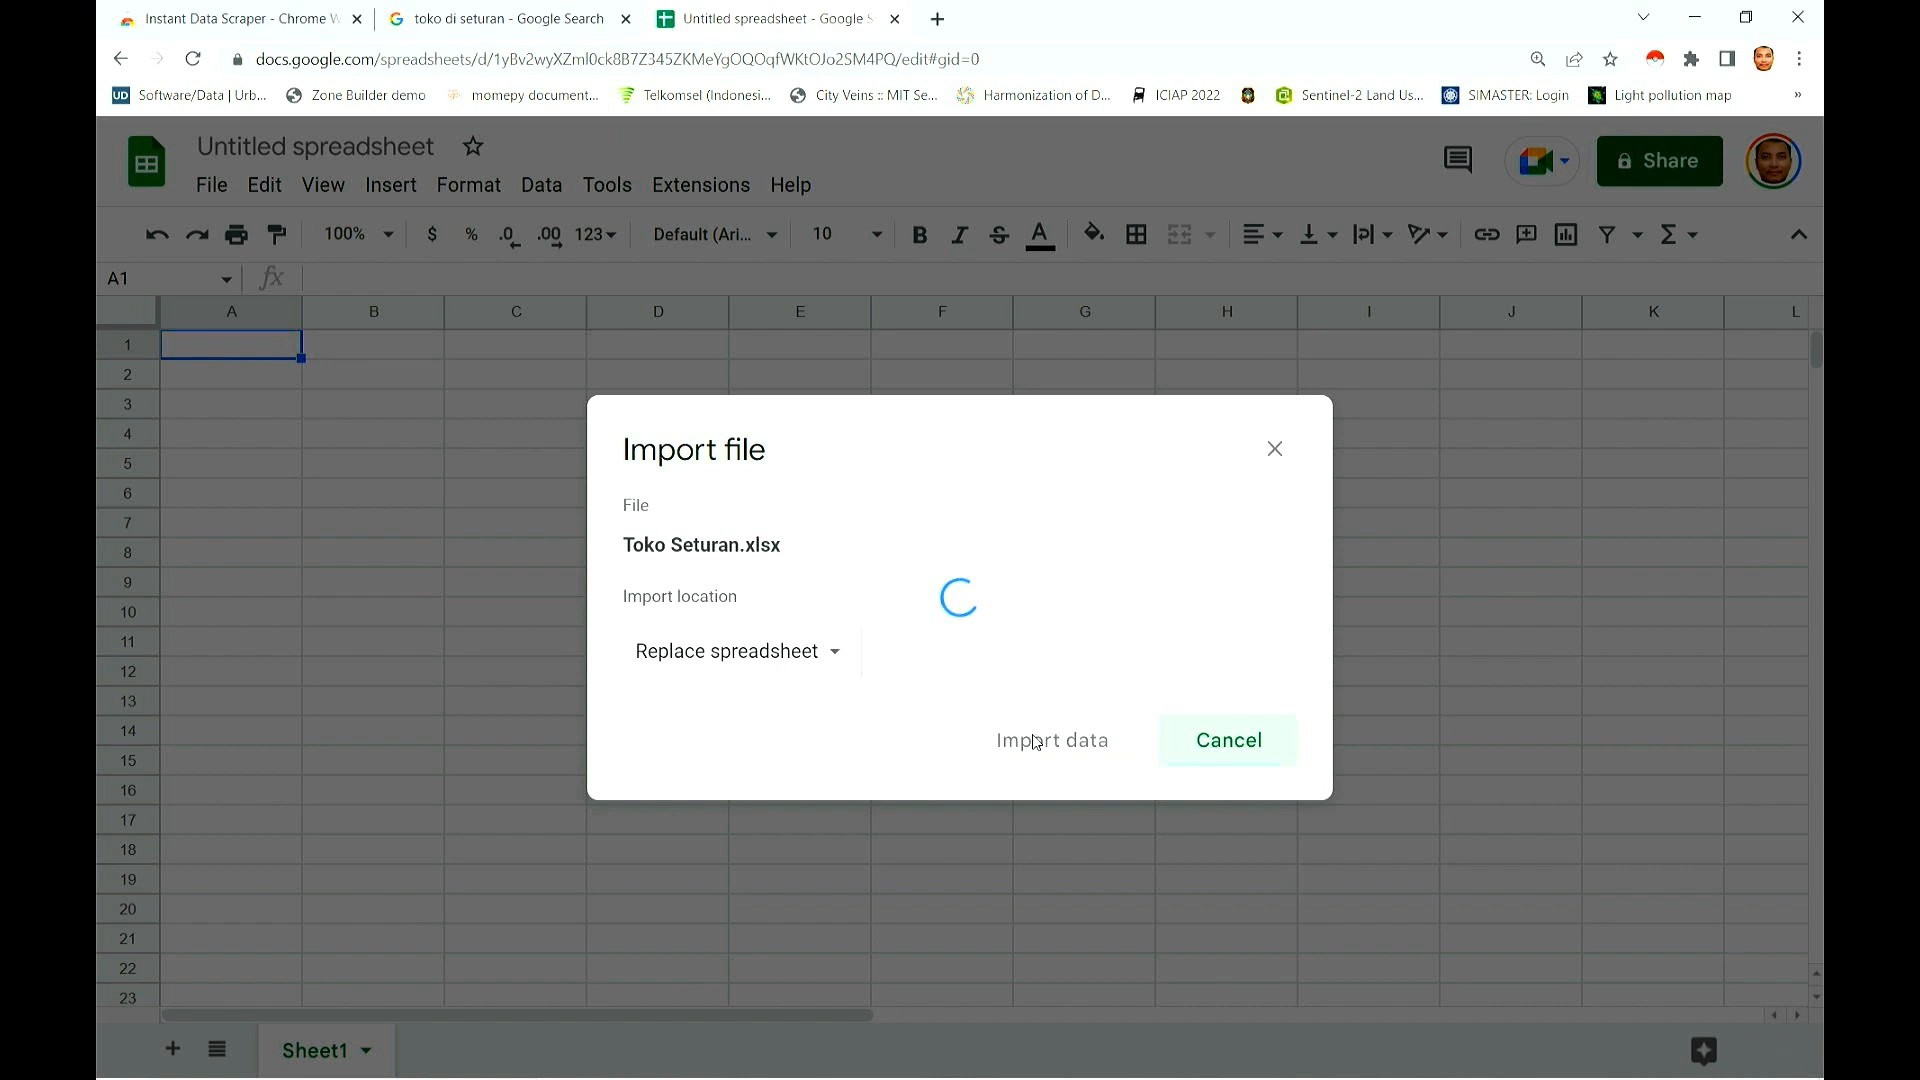 Instant Data Scraper - Chrome W
toko di seturan - Google Search
Untitled spreadsheet - Google S
docs.google.com/spreadsheets/d/1yBv2wyXZml0ck8B7Z345ZKMeYgOQOqfWKtOJo2SM4PQ/edit#gid=0
UD Software/Data | Urb... Zone Builder demo momepy document... Telkomsel (Indonesi... City Veins :: MIT Se... Harmonization of D... ICIAP 2022 Sentinel-2 Land Us... SIMASTER: Login Light pollution map »
Untitled spreadsheet
Share
File Edit View Insert Format Data Tools Extensions Help
100% $ % .0 .00 123 Default (Ari... 10 B I S A Σ
A1 fx
A B C D E F G H I J K L
1
2
3
4
5
6
7
8
9
10
11
12
13
14
15
16
17
18
19
20
21
22
23
Import file
File
Toko Seturan.xlsx
Import location
Replace spreadsheet
Import data Cancel
Sheet1